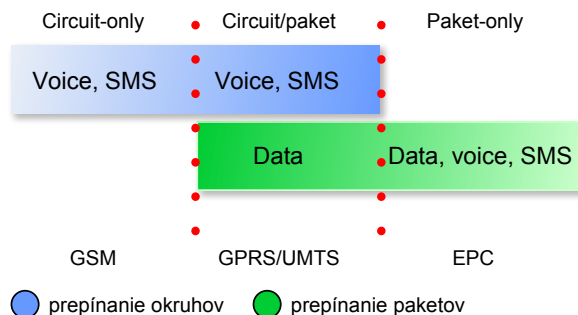 Circuit-only Circuit/paket Paket-only
Voice, SMS Voice, SMS
Data Data, voice, SMS
GSM GPRS/UMTS EPC
prepínanie okruhov prepínanie paketov